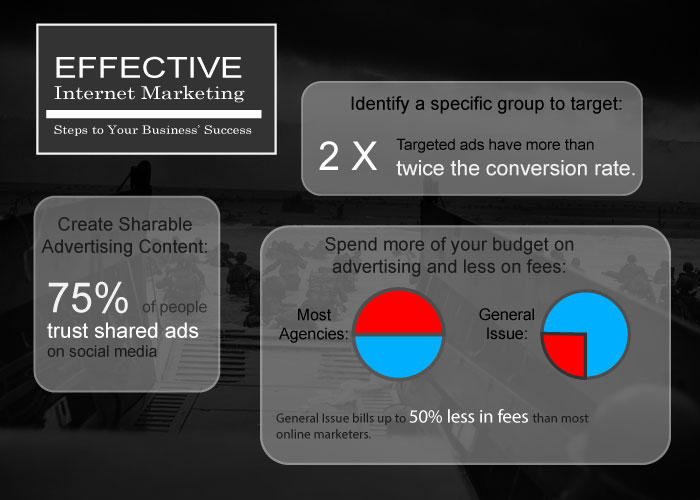 EFFECTIVE
Internet Marketing
Steps to Your Business' Success
Identify a specific group to target:
2 X
Targeted ads have more than
twice the conversion rate.
Create Sharable
Advertising Content:
75% of people
trust shared ads
on social media
Spend more of your budget on
advertising and less on fees:
Most
Agencies:
General
Issue:
General Issue bills up to 50% less in fees than most
online marketers.